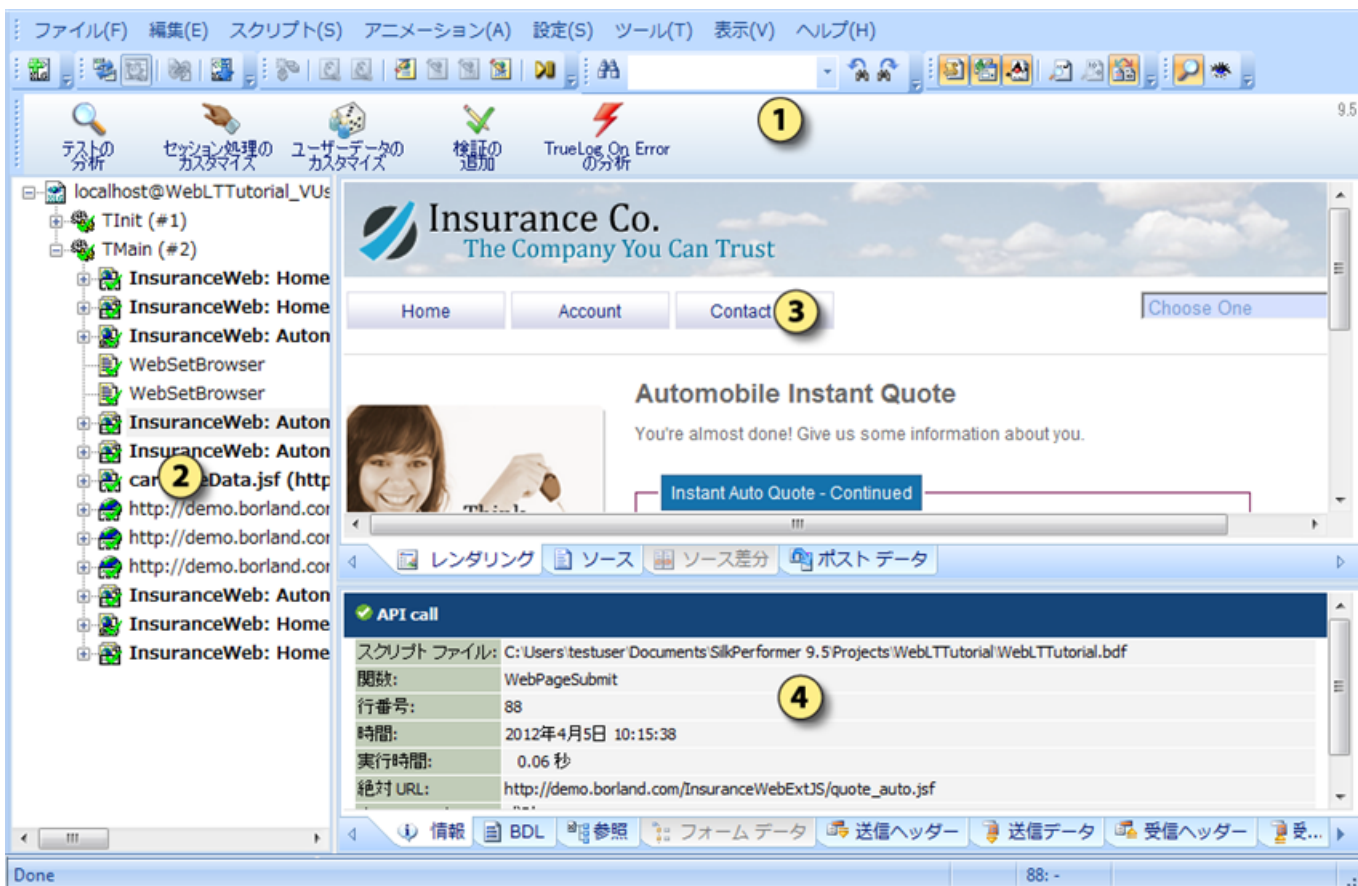 ファイル(F) 編集(E) スクリプト(S) アニメーション(A) 設定(S) ツール(T) 表示(V) ヘルプ(H)
テストの
分析
セッション処理の
カスタマイズ
ユーザーデータの
カスタマイズ
検証の
追加
TrueLog On Error
の分析
1
9.5
localhost@WebLTTutorial_VUs
TInit (#1)
TMain (#2)
InsuranceWeb: Home
InsuranceWeb: Home
InsuranceWeb: Autom
WebSetBrowser
WebSetBrowser
InsuranceWeb: Autom
InsuranceWeb: Autom
2
Data.jsf (http
http://demo.borland.cor
http://demo.borland.cor
http://demo.borland.cor
InsuranceWeb: Autom
InsuranceWeb: Home
InsuranceWeb: Home
Insurance Co.
The Company You Can Trust
Home Account Contact 3
Choose One
Automobile Instant Quote
You're almost done! Give us some information about you.
Instant Auto Quote - Continued
Think
レンダリング ソース ソース差分 ポスト データ
API call
スクリプト ファイル: C:\Users\testuser\Documents\SilkPerformer 9.5\Projects\WebLTTutorial\WebLTTutorial.bdf
関数: WebPageSubmit
行番号: 88
4
時間: 2012年4月5日 10:15:38
実行時間: 0.06 秒
絶対 URL: http://demo.borland.com/InsuranceWebExtJS/quote_auto.jsf
情報 BDL 参照 フォーム データ 送信ヘッダー 送信データ 受信ヘッダー 受...
Done
88: -